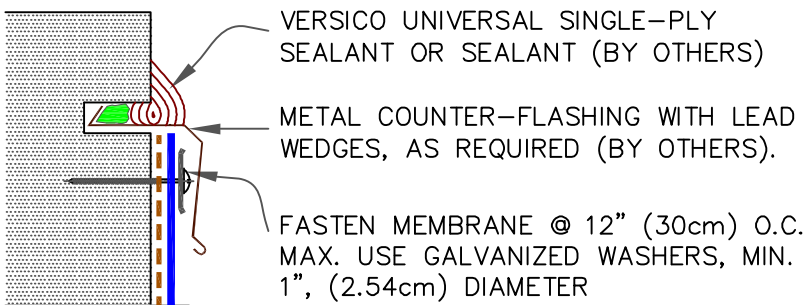 VERSICO UNIVERSAL SINGLE-PLY
SEALANT OR SEALANT (BY OTHERS)
METAL COUNTER-FLASHING WITH LEAD
WEDGES, AS REQUIRED (BY OTHERS).
FASTEN MEMBRANE @ 12" (30cm) O.C.
MAX. USE GALVANIZED WASHERS, MIN.
1", (2.54cm) DIAMETER